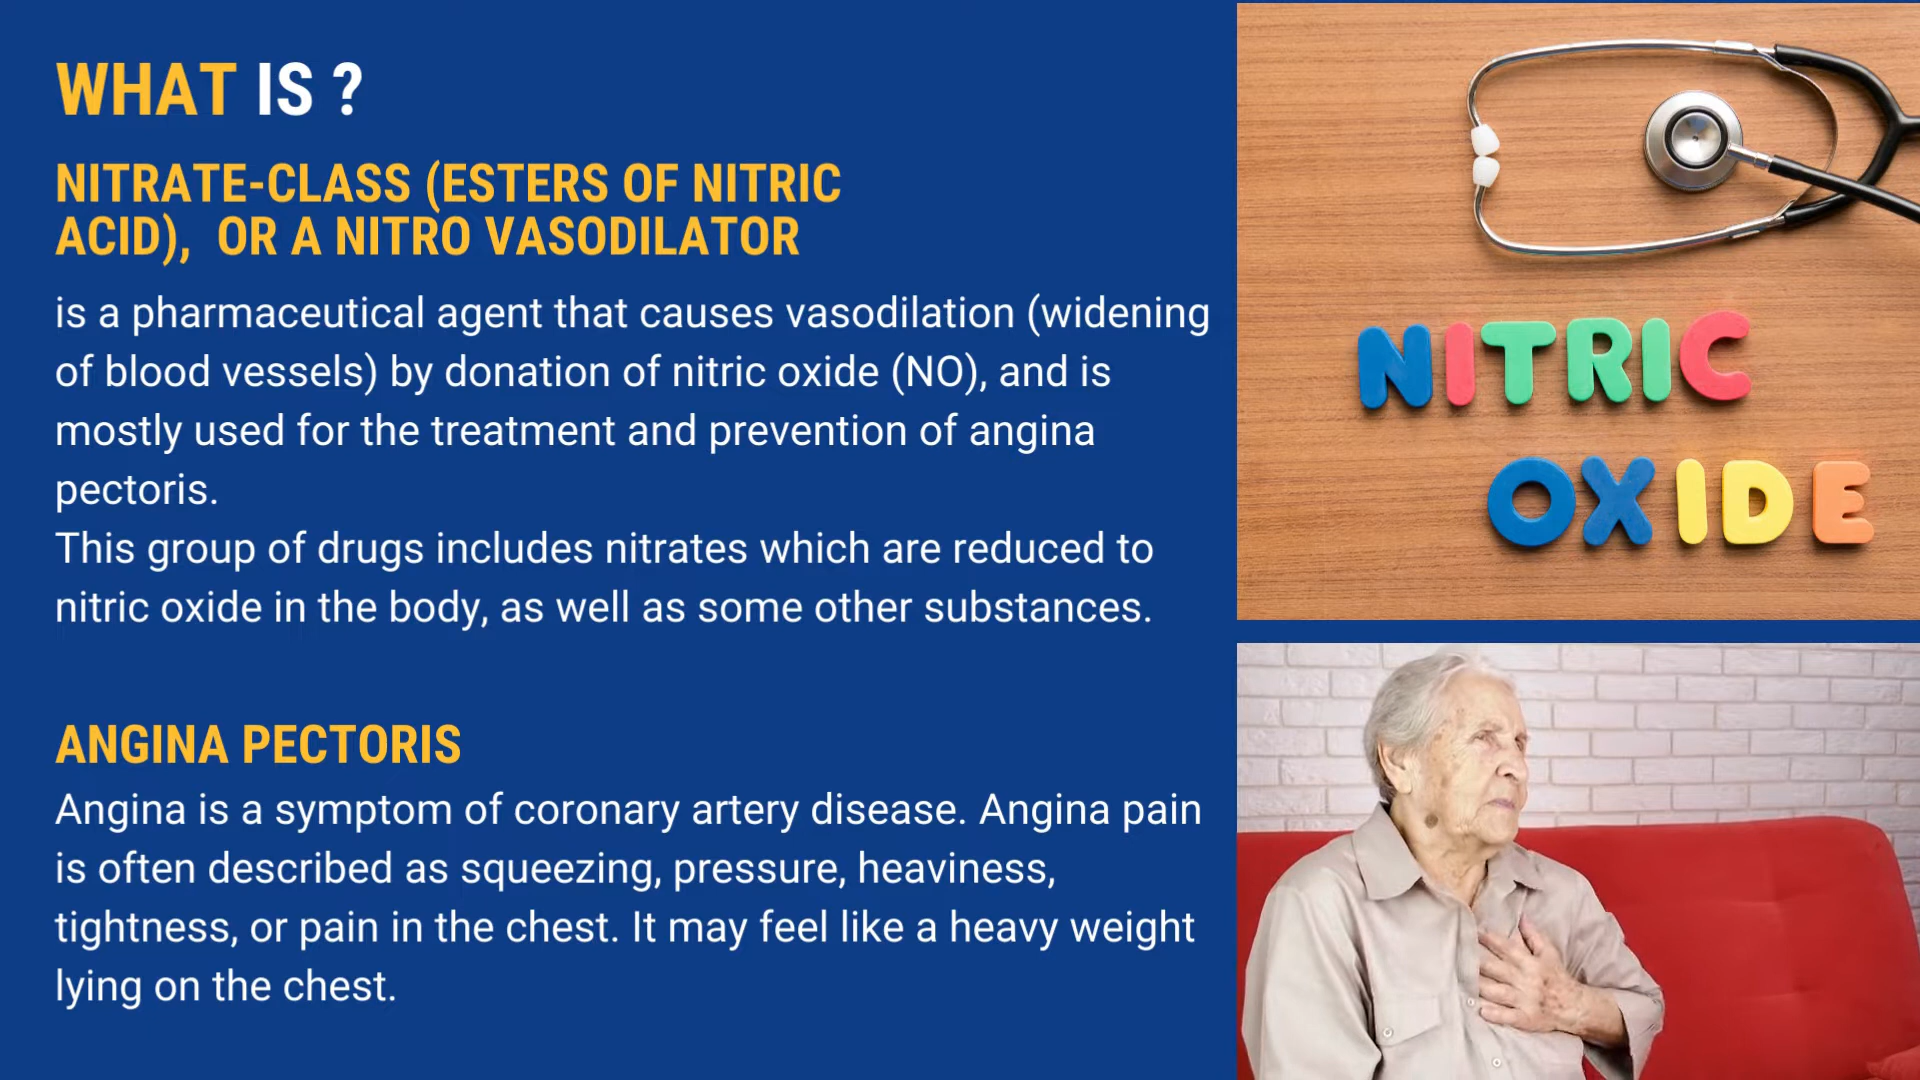 WHAT IS ?
NITRATE-CLASS (ESTERS OF NITRIC
ACID),  OR A NITRO VASODILATOR
is a pharmaceutical agent that causes vasodilation (widening
of blood vessels) by donation of nitric oxide (NO), and is
mostly used for the treatment and prevention of angina
pectoris.
This group of drugs includes nitrates which are reduced to
nitric oxide in the body, as well as some other substances.
ANGINA PECTORIS
Angina is a symptom of coronary artery disease. Angina pain
is often described as squeezing, pressure, heaviness,
tightness, or pain in the chest. It may feel like a heavy weight
lying on the chest.
NITRIC
OXIDE